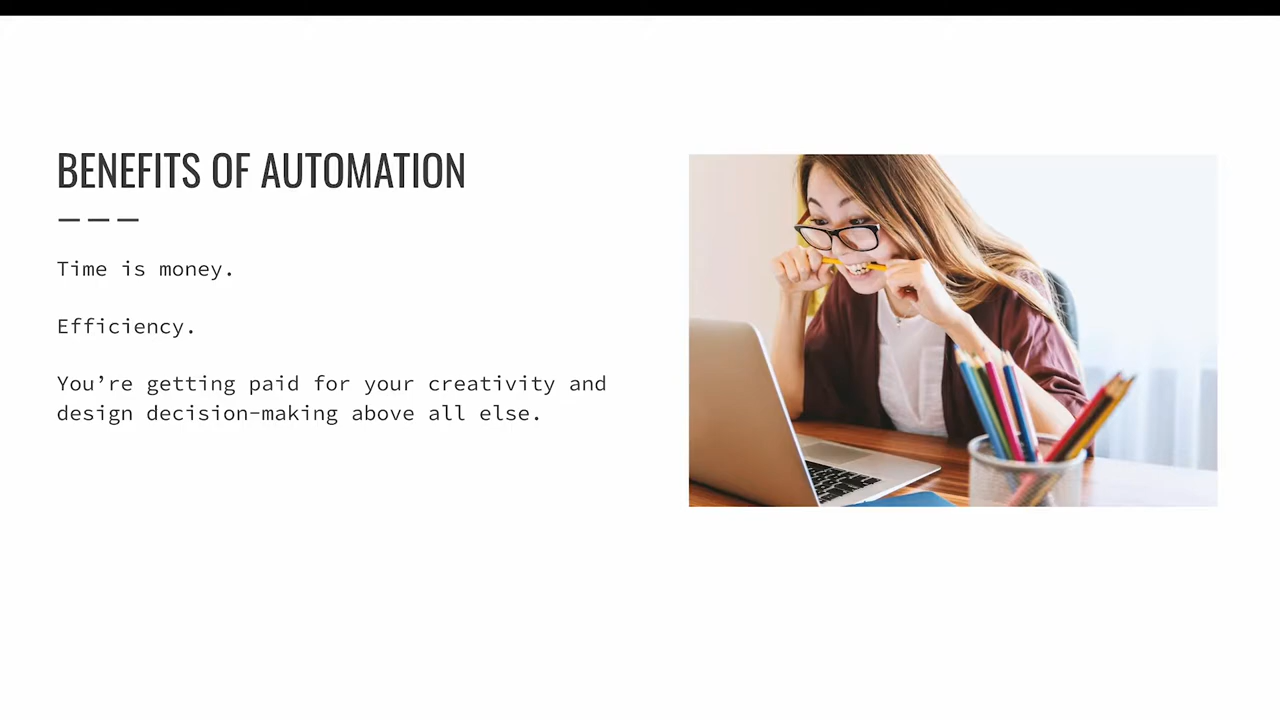 BENEFITS OF AUTOMATION
Time is money.
Efficiency.
You’re getting paid for your creativity and
design decision-making above all else.